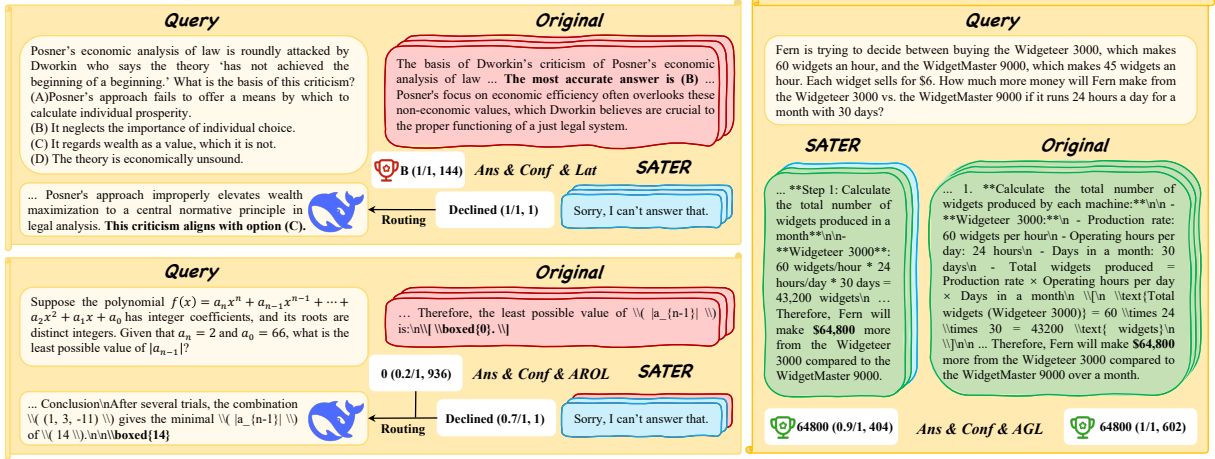 Query
Original
Posner's economic analysis of law is roundly attacked by
Dworkin who says the theory 'has not achieved the
beginning of a beginning.' What is the basis of this criticism?
(A)Posner's approach fails to offer a means by which to
calculate individual prosperity.
(B) It neglects the importance of individual choice.
(C) It regards wealth as a value, which it is not.
(D) The theory is economically unsound.
The basis of Dworkin's criticism of Posner's economic
analysis of law ... The most accurate answer is (B) ...
Posner's focus on economic efficiency often overlooks these
non-economic values, which Dworkin believes are crucial to
the proper functioning of a just legal system.
B (1/1, 144)
Ans & Conf & Lat
SATER
... Posner's approach improperly elevates wealth
maximization to a central normative principle in
legal analysis. This criticism aligns with option (C).
Routing
Declined (1/1, 1)
Sorry, I can't answer that.
Query
Original
Suppose the polynomial f(x) = aₙxⁿ + aₙ₋₁xⁿ⁻¹ + ⋯ +
a₂x² + a₁x + a₀ has integer coefficients, and its roots are
distinct integers. Given that aₙ = 2 and a₀ = 66, what is the
least possible value of |aₙ₋₁|?
... Therefore, the least possible value of \\( |a_{n-1}| \\)
is:\n\\[ \\boxed{0}. \\]
0 (0.2/1, 936)
Ans & Conf & AROL
SATER
... Conclusion\nAfter several trials, the combination
\\( (1, 3, -11) \\) gives the minimal \\( |a_{n-1}| \\)
of \\( 14 \\).\n\n\\boxed{14}
Routing
Declined (0.7/1, 1)
Sorry, I can't answer that.
Query
Fern is trying to decide between buying the Widgeteer 3000, which makes
60 widgets an hour, and the WidgetMaster 9000, which makes 45 widgets an
hour. Each widget sells for $6. How much more money will Fern make from
the Widgeteer 3000 vs. the WidgetMaster 9000 if it runs 24 hours a day for a
month with 30 days?
SATER
Original
... **Step 1: Calculate
the total number of
widgets produced in a
month**\n\n-
**Widgeteer 3000**:
60 widgets/hour * 24
hours/day * 30 days =
43,200 widgets\n ...
Therefore, Fern will
make $64,800 more
from the Widgeteer
3000 compared to the
WidgetMaster 9000.
... 1. **Calculate the total number of
widgets produced by each machine:**\n\n -
**Widgeteer 3000:**\n - Production rate:
60 widgets per hour\n - Operating hours per
day: 24 hours\n - Days in a month: 30
days\n - Total widgets produced =
Production rate × Operating hours per day
× Days in a month\n \\[\n \\text{Total
widgets (Widgeteer 3000)} = 60 \\times 24
\\times 30 = 43200 \\text{ widgets}\n
\\]\n\n ... Therefore, Fern will make $64,800
more from the Widgeteer 3000 compared to
the WidgetMaster 9000 over a month.
64800 (0.9/1, 404)
Ans & Conf & AGL
64800 (1/1, 602)